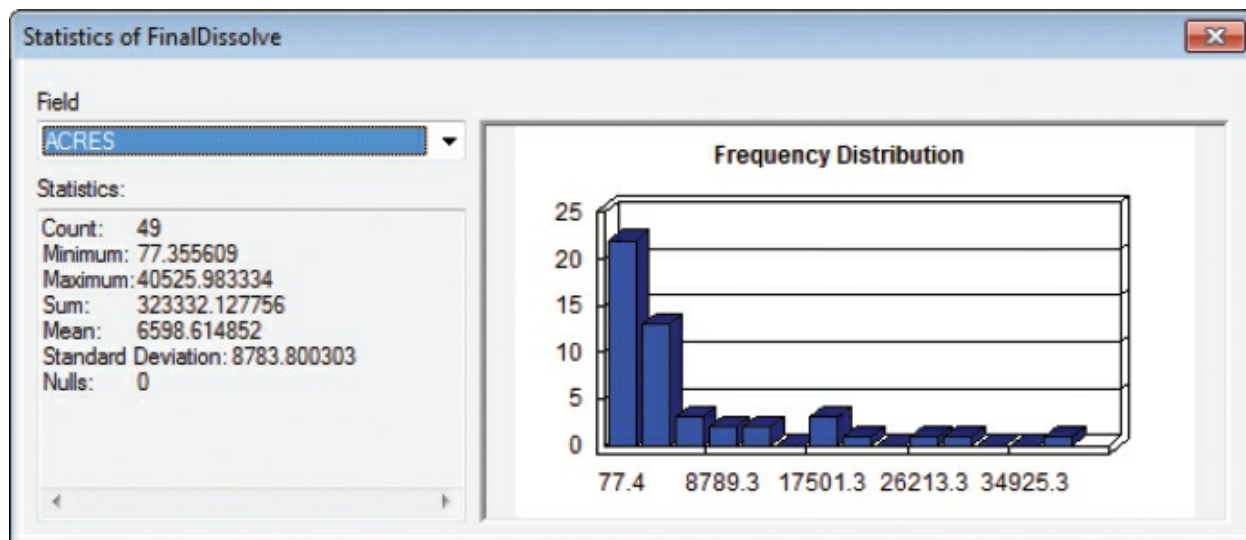 Statistics of FinalDissolve
Field
ACRES
Statistics:
Count: 49
Minimum: 77.355609
Maximum: 40525.983334
Sum: 323332.127756
Mean: 6598.614852
Standard Deviation: 8783.800303
Nulls: 0
Frequency Distribution
25
20
15
10
5
0
77.4 8789.3 17501.3 26213.3 34925.3